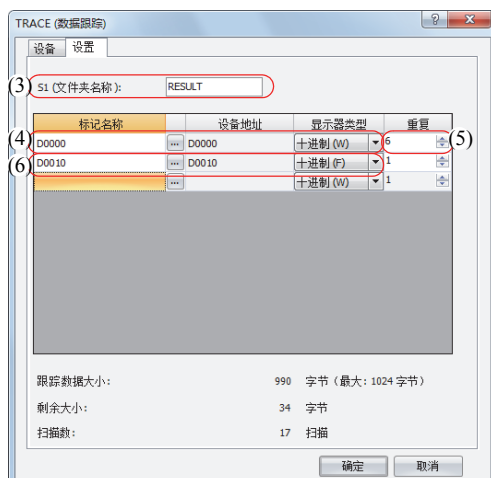 TRACE (数据跟踪)
设备 设置
(3) S1 (文件夹名称): RESULT
标记名称 设备地址 显示器类型 重复
(4) D0000 ... D0000 十进制(W) 6 (5)
(6) D0010 ... D0010 十进制(F) 1
... 十进制(W) 1
跟踪数据大小: 990 字节（最大: 1024 字节）
剩余大小: 34 字节
扫描数: 17 扫描
确定 取消